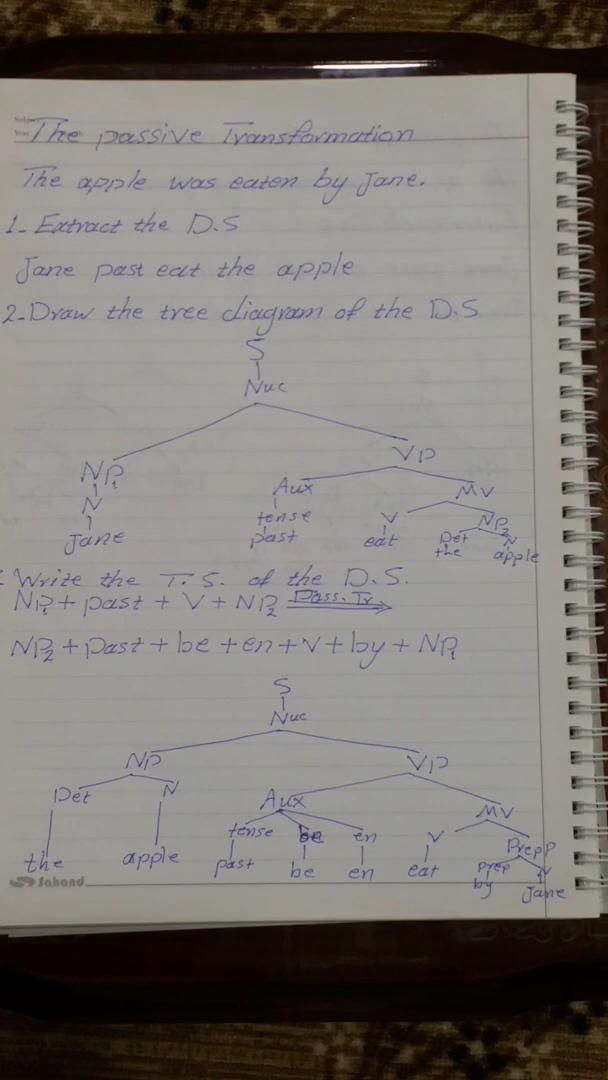 The passive Transformation
The apple was eaten by Jane.
1- Extract the D.S
Jane past eat the apple
2- Draw the tree diagram of the D.S
S
Nuc
NP₁ VP
N Aux MV
Jane tense V NP₂
past eat Det N
the apple
Write the T.S. of the D.S.
NP₁ + past + V + NP₂ Pass. Tr
NP₂ + Past + be + en + V + by + NP₁
S
Nuc
NP VP
Det N Aux MV
tense be en V Prep P
the apple past be en eat prep N
by Jane
Sahand